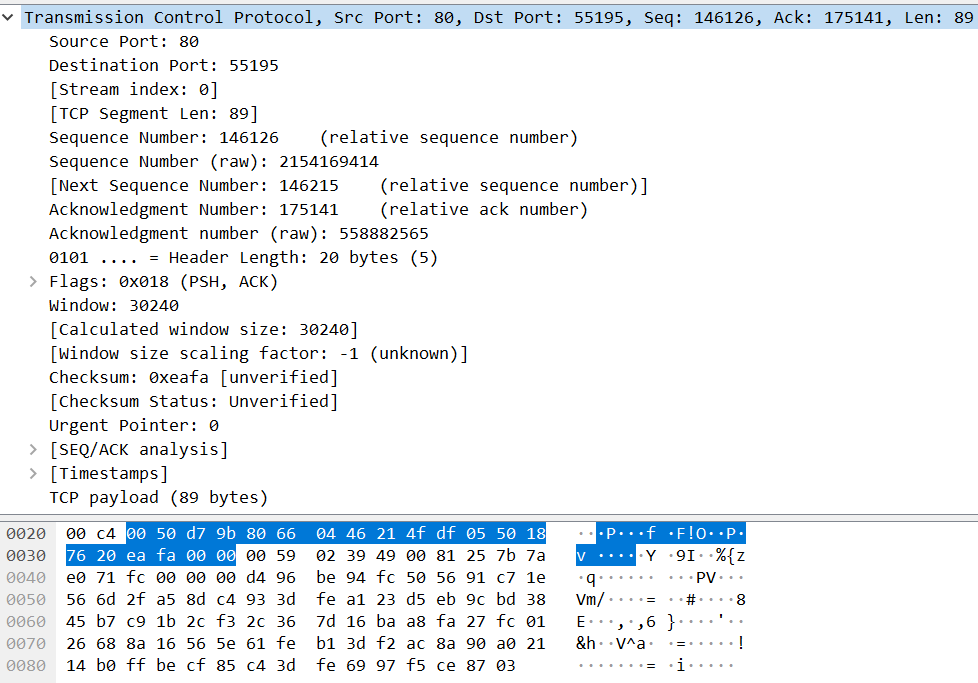 Transmission Control Protocol, Src Port: 80, Dst Port: 55195, Seq: 146126, Ack: 175141, Len: 89
Source Port: 80
Destination Port: 55195
[Stream index: 0]
[TCP Segment Len: 89]
Sequence Number: 146126    (relative sequence number)
Sequence Number (raw): 2154169414
[Next Sequence Number: 146215    (relative sequence number)]
Acknowledgment Number: 175141    (relative ack number)
Acknowledgment number (raw): 558882565
0101 .... = Header Length: 20 bytes (5)
Flags: 0x018 (PSH, ACK)
Window: 30240
[Calculated window size: 30240]
[Window size scaling factor: -1 (unknown)]
Checksum: 0xeafa [unverified]
[Checksum Status: Unverified]
Urgent Pointer: 0
[SEQ/ACK analysis]
[Timestamps]
TCP payload (89 bytes)
0020  00 c4 00 50 d7 9b 80 66  04 46 21 4f df 05 50 18  ···P···f ·F!O··P·
0030  76 20 ea fa 00 00 00 59  02 39 49 00 81 25 7b 7a  v ·····Y ·9I··%{z
0040  e0 71 fc 00 00 00 d4 96  be 94 fc 50 56 91 c7 1e  ·q······ ···PV···
0050  56 6d 2f a5 8d c4 93 3d  fe a1 23 d5 eb 9c bd 38  Vm/····= ··#····8
0060  45 b7 c9 1b 2c f3 2c 36  7d 16 ba a8 fa 27 fc 01  E···,·,6 }····'··
0070  26 68 8a 16 56 5e 61 fe  b1 3d f2 ac 8a 90 a0 21  &h··V^a· ·=·····!
0080  14 b0 ff be cf 85 c4 3d  fe 69 97 f5 ce 87 03  ·······= ·i·····